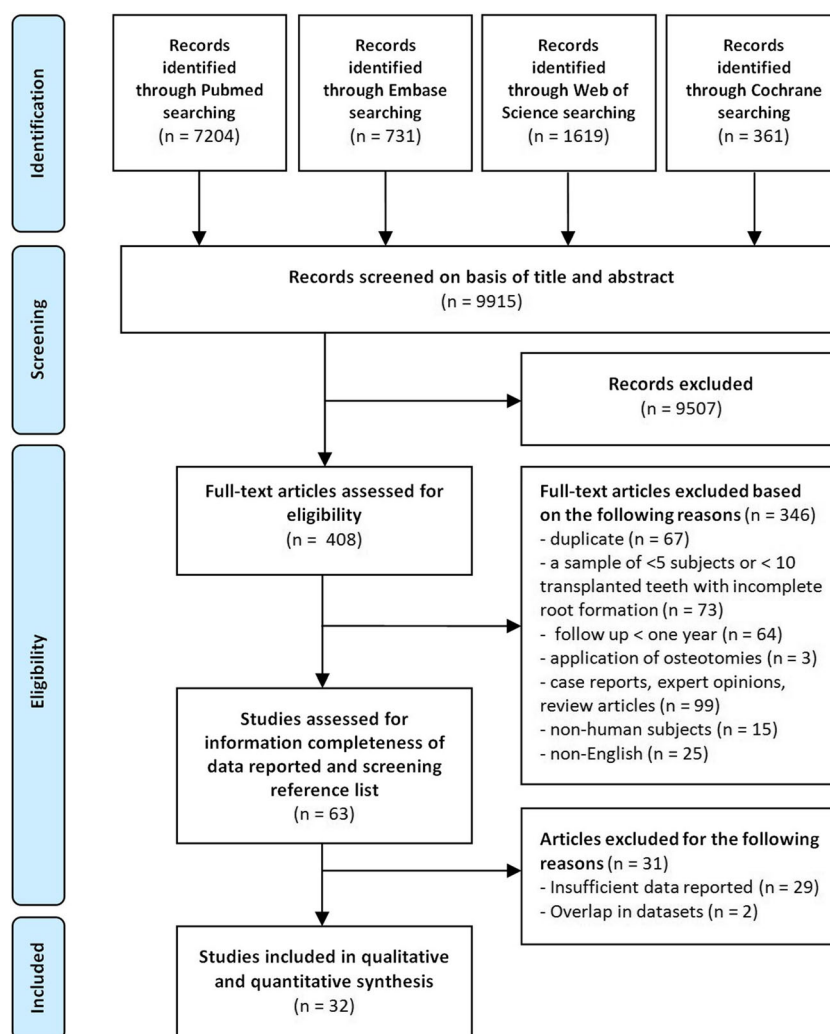 Identification
Records
identified
through Pubmed
searching
(n = 7204)
Records
identified
through Embase
searching
(n = 731)
Records
identified
through Web of
Science searching
(n = 1619)
Records
identified
through Cochrane
searching
(n = 361)
Screening
Records screened on basis of title and abstract
(n = 9915)
Records excluded
(n = 9507)
Eligibility
Full-text articles assessed for
eligibility
(n = 408)
Full-text articles excluded based
on the following reasons (n = 346)
- duplicate (n = 67)
- a sample of <5 subjects or < 10
transplanted teeth with incomplete
root formation (n = 73)
- follow up < one year (n = 64)
- application of osteotomies (n = 3)
- case reports, expert opinions,
review articles (n = 99)
- non-human subjects (n = 15)
- non-English (n = 25)
Studies assessed for
information completeness of
data reported and screening
reference list
(n = 63)
Articles excluded for the following
reasons (n = 31)
- Insufficient data reported (n = 29)
- Overlap in datasets (n = 2)
Included
Studies included in qualitative
and quantitative synthesis
(n = 32)